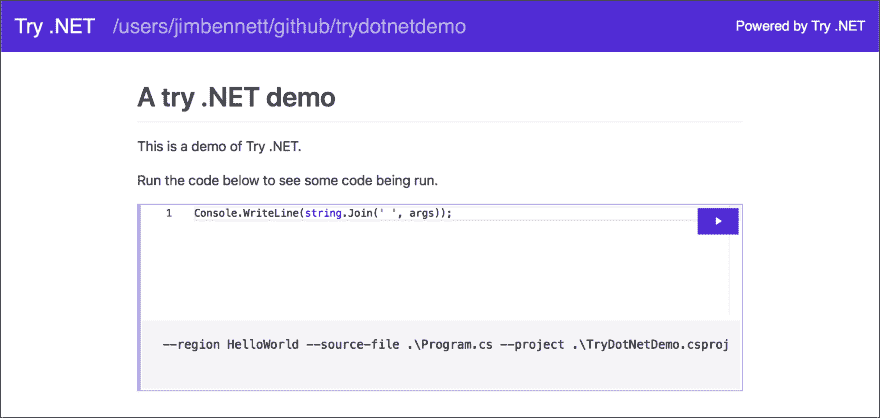 Try .NET /users/jimbennett/github/trydotnetdemo Powered by Try .NET
A try .NET demo
This is a demo of Try .NET.
Run the code below to see some code being run.
1 Console.WriteLine(string.Join(' ', args));
--region HelloWorld --source-file .\Program.cs --project .\TryDotNetDemo.csproj